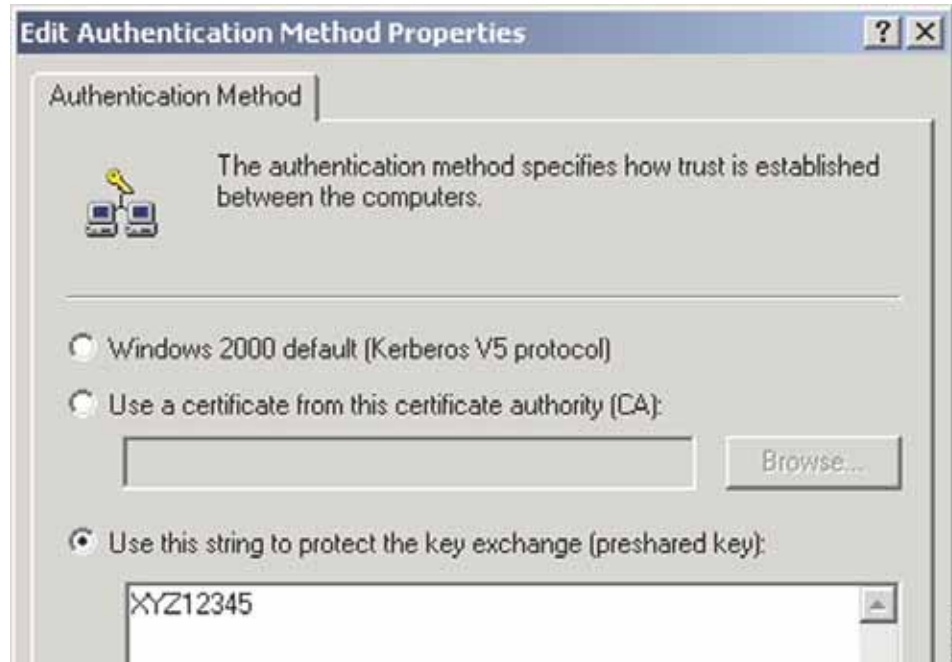 Edit Authentication Method Properties
Authentication Method
The authentication method specifies how trust is established
between the computers.
Windows 2000 default (Kerberos V5 protocol)
Use a certificate from this certificate authority (CA):
Browse...
Use this string to protect the key exchange (preshared key):
XYZ12345